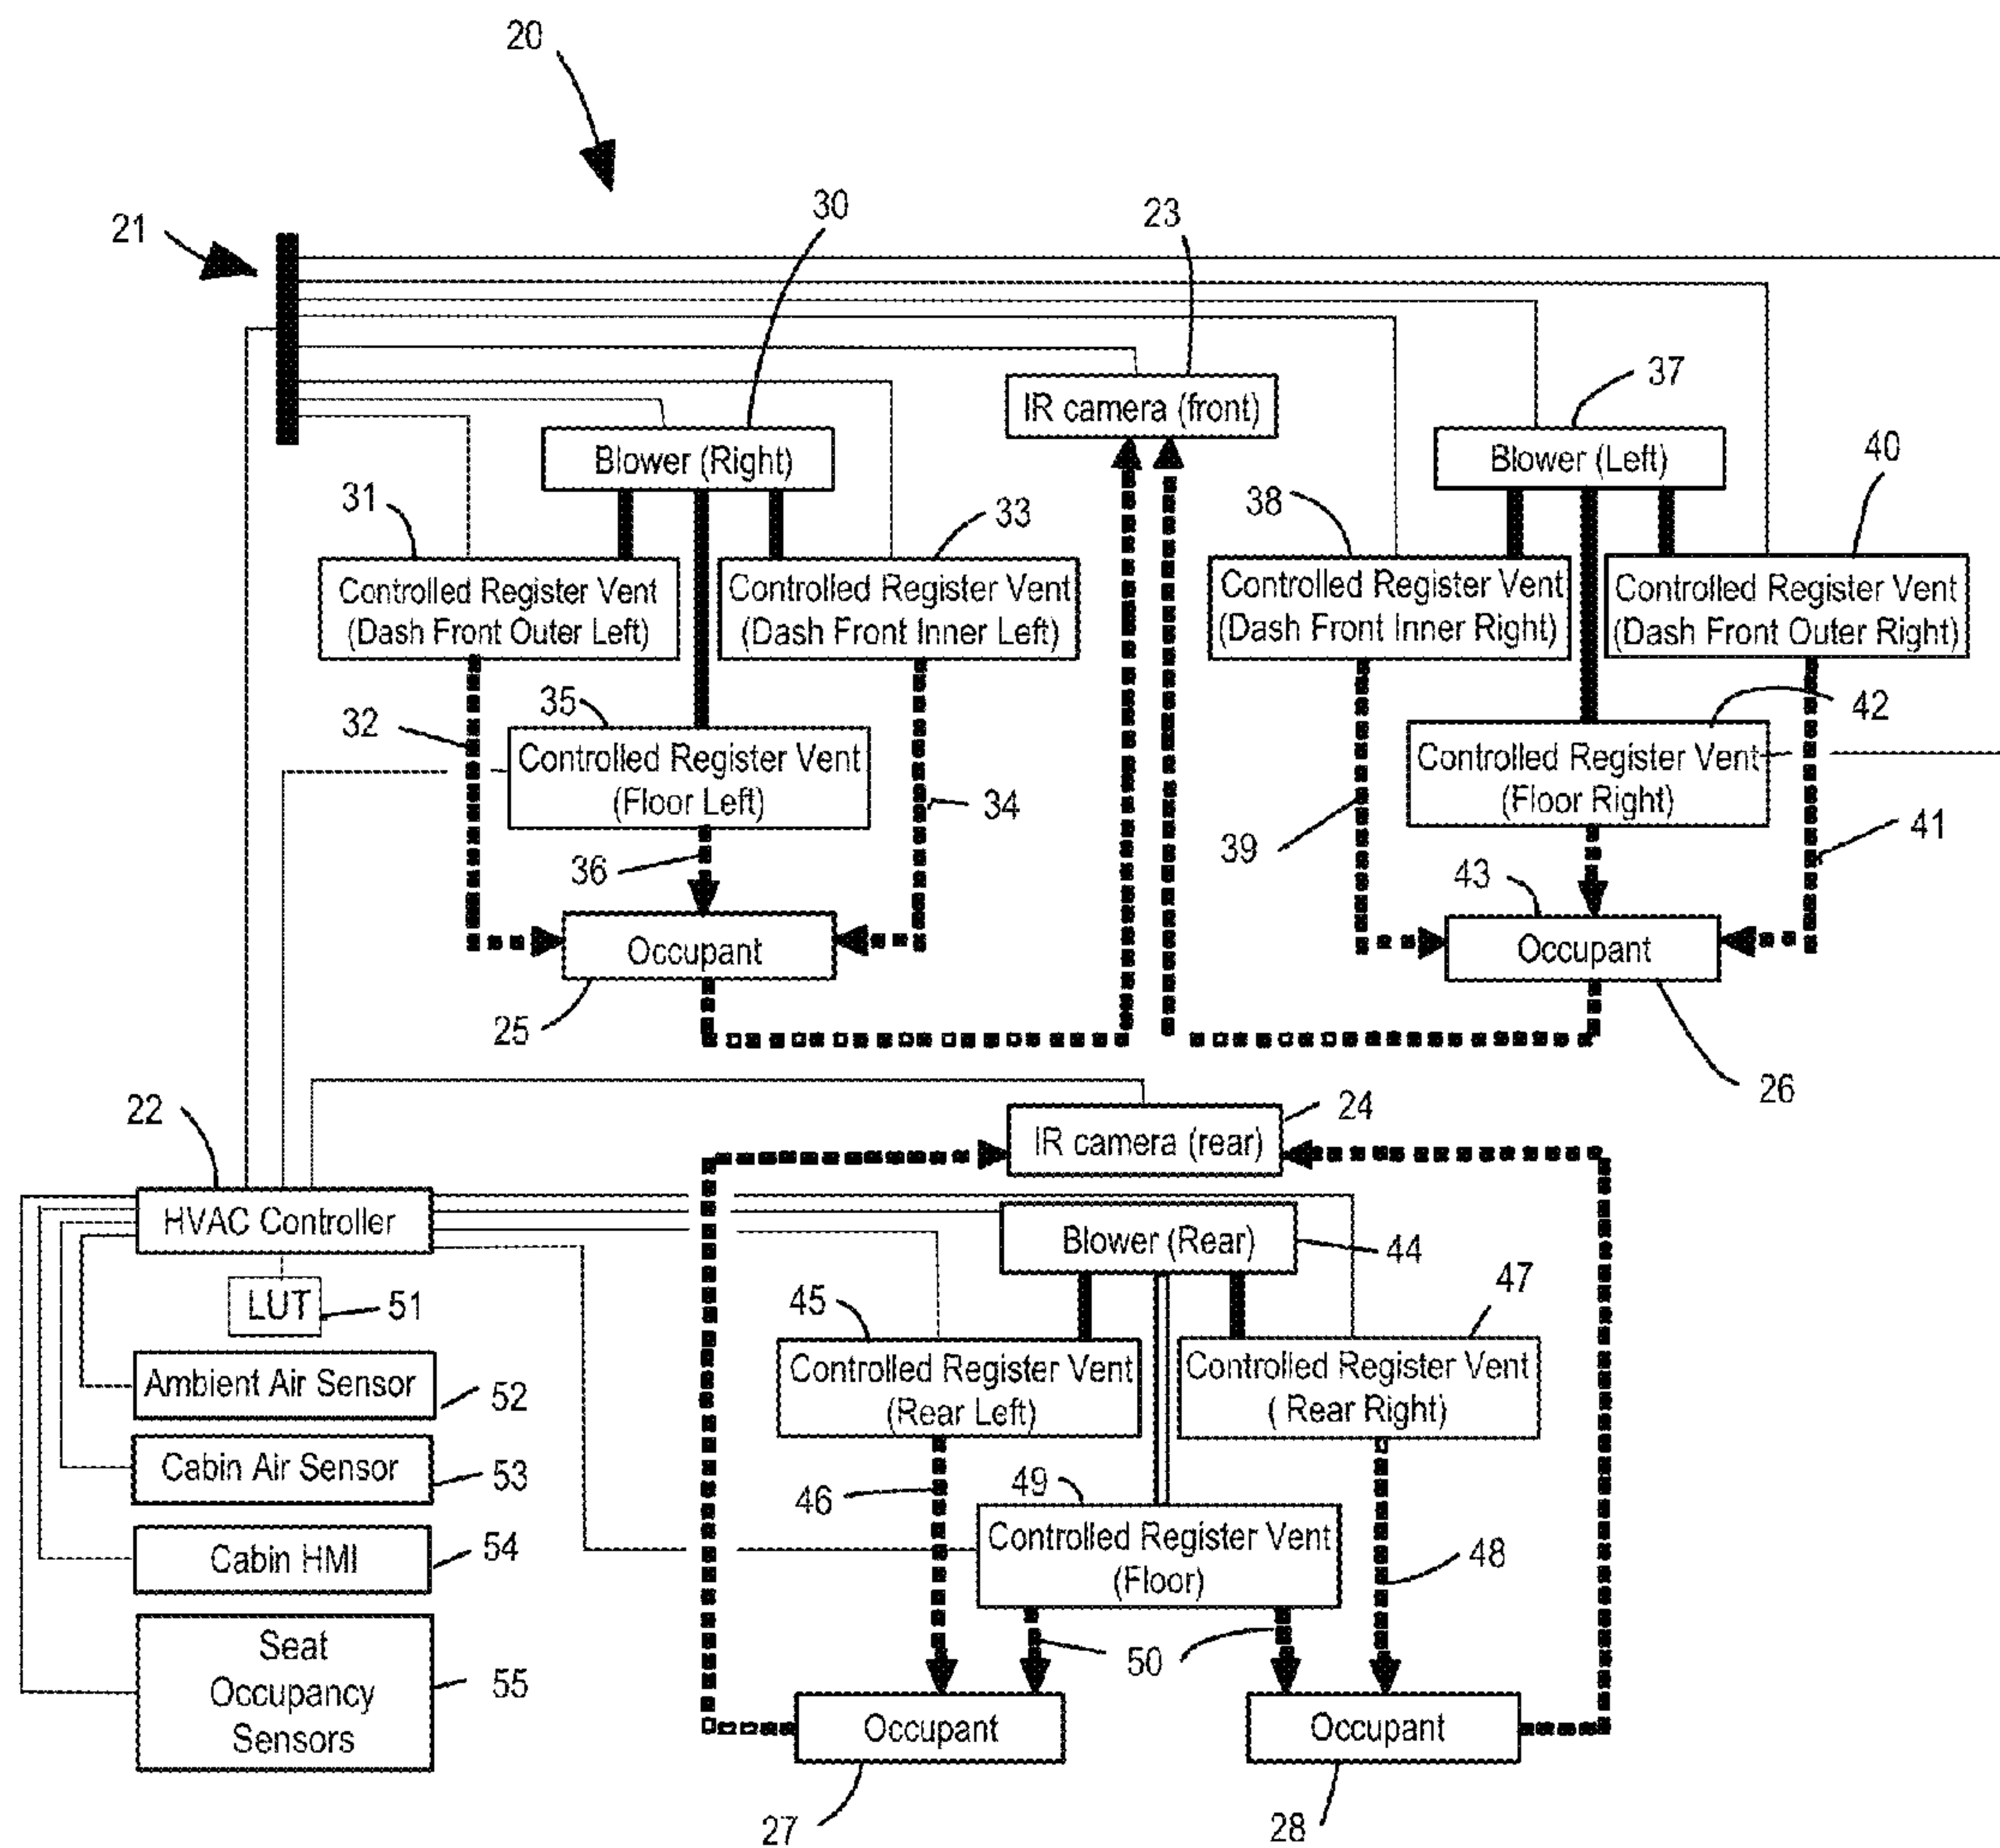 20
21
30
23
IR camera (front)
37
Blower (Right)
Blower (Left)
40
31
33
38
Controlled Register Vent
(Dash Front Outer Left)
Controlled Register Vent
(Dash Front Inner Left)
Controlled Register Vent
(Dash Front Inner Right)
Controlled Register Vent
(Dash Front Outer Right)
32
35
42
Controlled Register Vent
(Floor Left)
34
Controlled Register Vent
(Floor Right)
39
41
36
43
Occupant
Occupant
25
26
22
24
IR camera (rear)
HVAC Controller
Blower (Rear)
44
LUT
51
45
47
Ambient Air Sensor
52
Controlled Register Vent
(Rear Left)
Controlled Register Vent
( Rear Right)
Cabin Air Sensor
53
46
49
Cabin HMI
54
Controlled Register Vent
(Floor)
48
Seat
Occupancy
Sensors
55
50
Occupant
Occupant
27
28